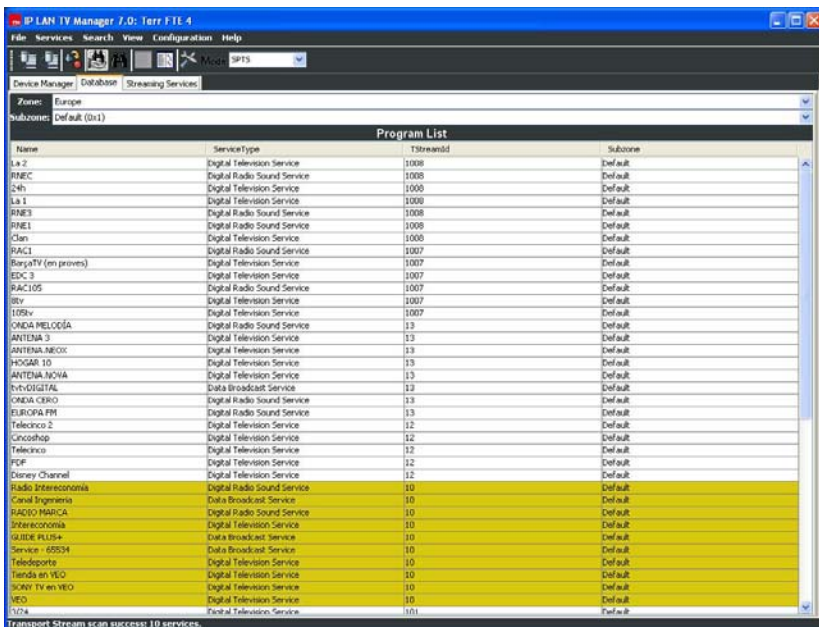 IP LAN TV Manager 7.0: Terr FTE 4
File Services Search View Configuration Help
Mode SPTS
Device Manager Database Streaming Services
Zone: Europe
Subzone: Default (0x1)
Program List
Name ServiceType TStreamId Subzone
La 2 Digital Television Service 1008 Default
RNEC Digital Radio Sound Service 1008 Default
24h Digital Television Service 1008 Default
La 1 Digital Television Service 1008 Default
RNE3 Digital Radio Sound Service 1008 Default
RNE1 Digital Radio Sound Service 1008 Default
Clan Digital Television Service 1008 Default
RAC1 Digital Radio Sound Service 1007 Default
BarçaTV (en proves) Digital Television Service 1007 Default
EDC 3 Digital Television Service 1007 Default
RAC105 Digital Radio Sound Service 1007 Default
8tv Digital Television Service 1007 Default
105tv Digital Television Service 1007 Default
ONDA MELODÍA Digital Radio Sound Service 13 Default
ANTENA 3 Digital Television Service 13 Default
ANTENA.NEOX Digital Television Service 13 Default
HOGAR 10 Digital Television Service 13 Default
ANTENA.NOVA Digital Television Service 13 Default
tvtvDIGITAL Data Broadcast Service 13 Default
ONDA CERO Digital Radio Sound Service 13 Default
EUROPA FM Digital Radio Sound Service 13 Default
Telecinco 2 Digital Television Service 12 Default
Cincoshop Digital Television Service 12 Default
Telecinco Digital Television Service 12 Default
FDF Digital Television Service 12 Default
Disney Channel Digital Television Service 12 Default
Radio Intereconomía Digital Radio Sound Service 10 Default
Canal Ingeniería Data Broadcast Service 10 Default
RADIO MARCA Digital Radio Sound Service 10 Default
Intereconomía Digital Television Service 10 Default
GUIDE PLUS+ Data Broadcast Service 10 Default
Service - 65534 Data Broadcast Service 10 Default
Teledeporte Digital Television Service 10 Default
Tienda en VEO Digital Television Service 10 Default
SONY TV en VEO Digital Television Service 10 Default
VEO Digital Television Service 10 Default
3/24 Digital Television Service 101 Default
Transport Stream scan success: 10 services.